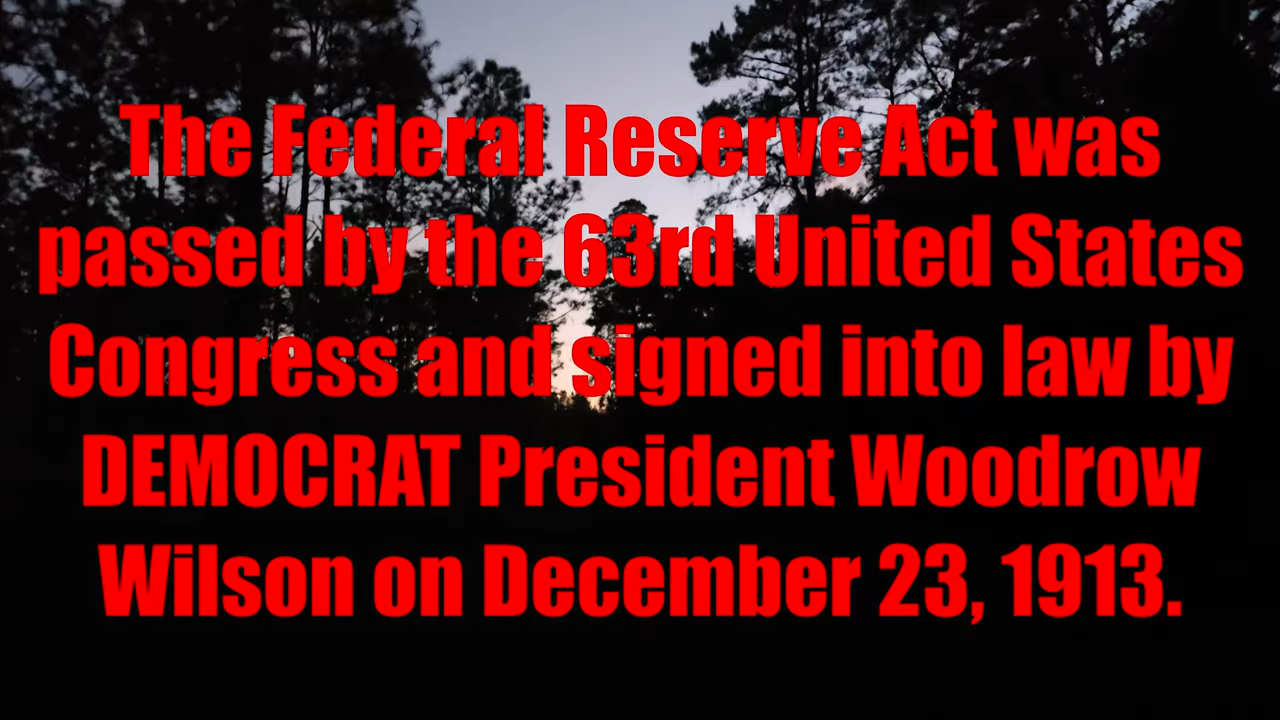 The Federal Reserve Act was
passed by the 63rd United States
Congress and signed into law by
DEMOCRAT President Woodrow
Wilson on December 23, 1913.